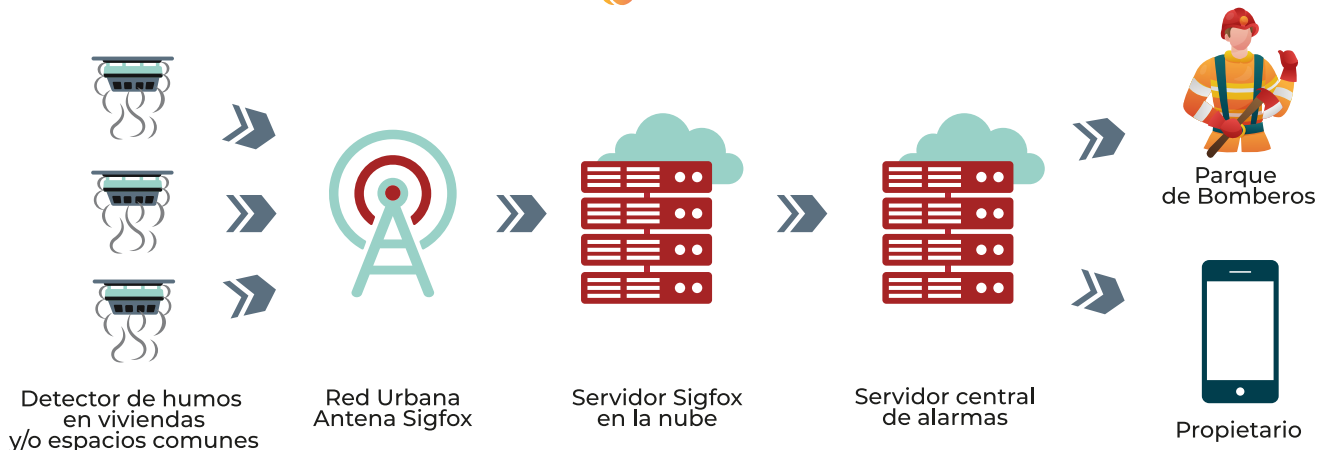 Detector de humos
en viviendas
y/o espacios comunes
Red Urbana
Antena Sigfox
Servidor Sigfox
en la nube
Servidor central
de alarmas
Parque
de Bomberos
Propietario